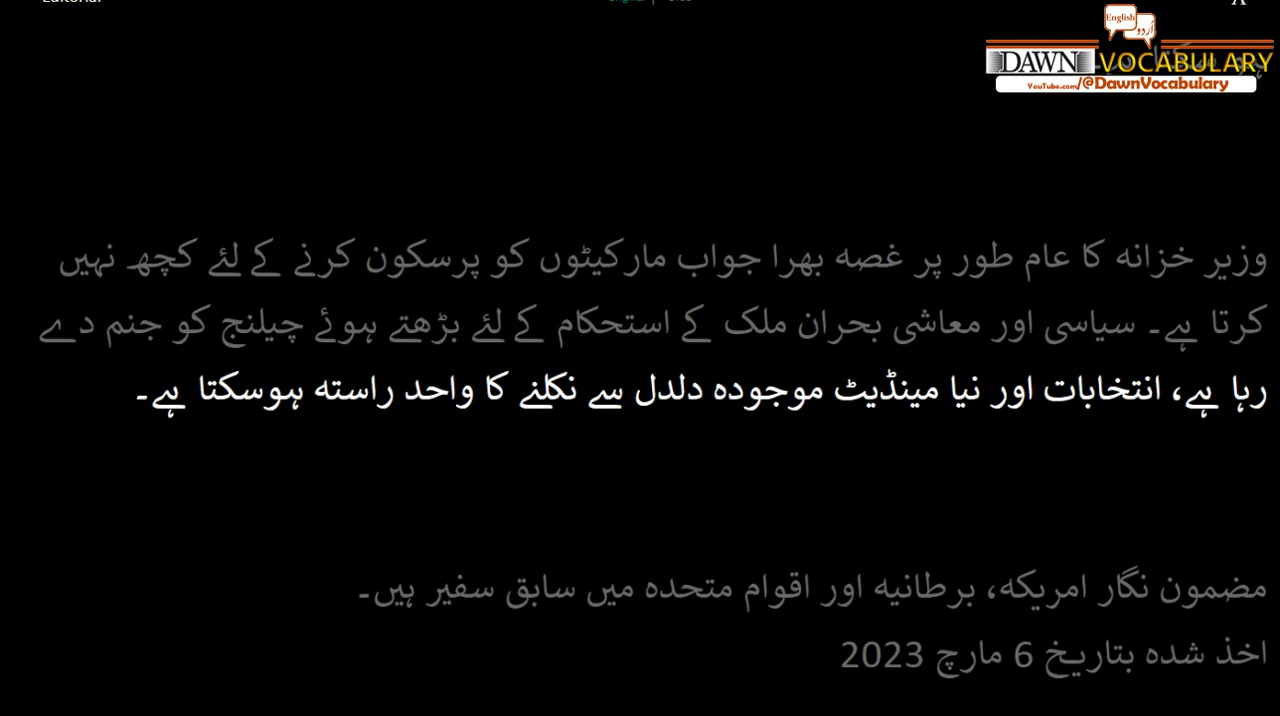 English
اُردو
DAWN VOCABULARY
YouTube.com/@DawnVocabulary
وزیر خزانہ کا عام طور پر غصہ بھرا جواب مارکیٹوں کو پرسکون کرنے کے لئے کچھ نہیں
کرتا ہے۔ سیاسی اور معاشی بحران ملک کے استحکام کے لئے بڑھتے ہوئے چیلنج کو جنم دے
رہا ہے، انتخابات اور نیا مینڈیٹ موجودہ دلدل سے نکلنے کا واحد راستہ ہوسکتا ہے۔
مضمون نگار امریکہ، برطانیہ اور اقوام متحدہ میں سابق سفیر ہیں۔
اخذ شدہ بتاریخ 6 مارچ 2023